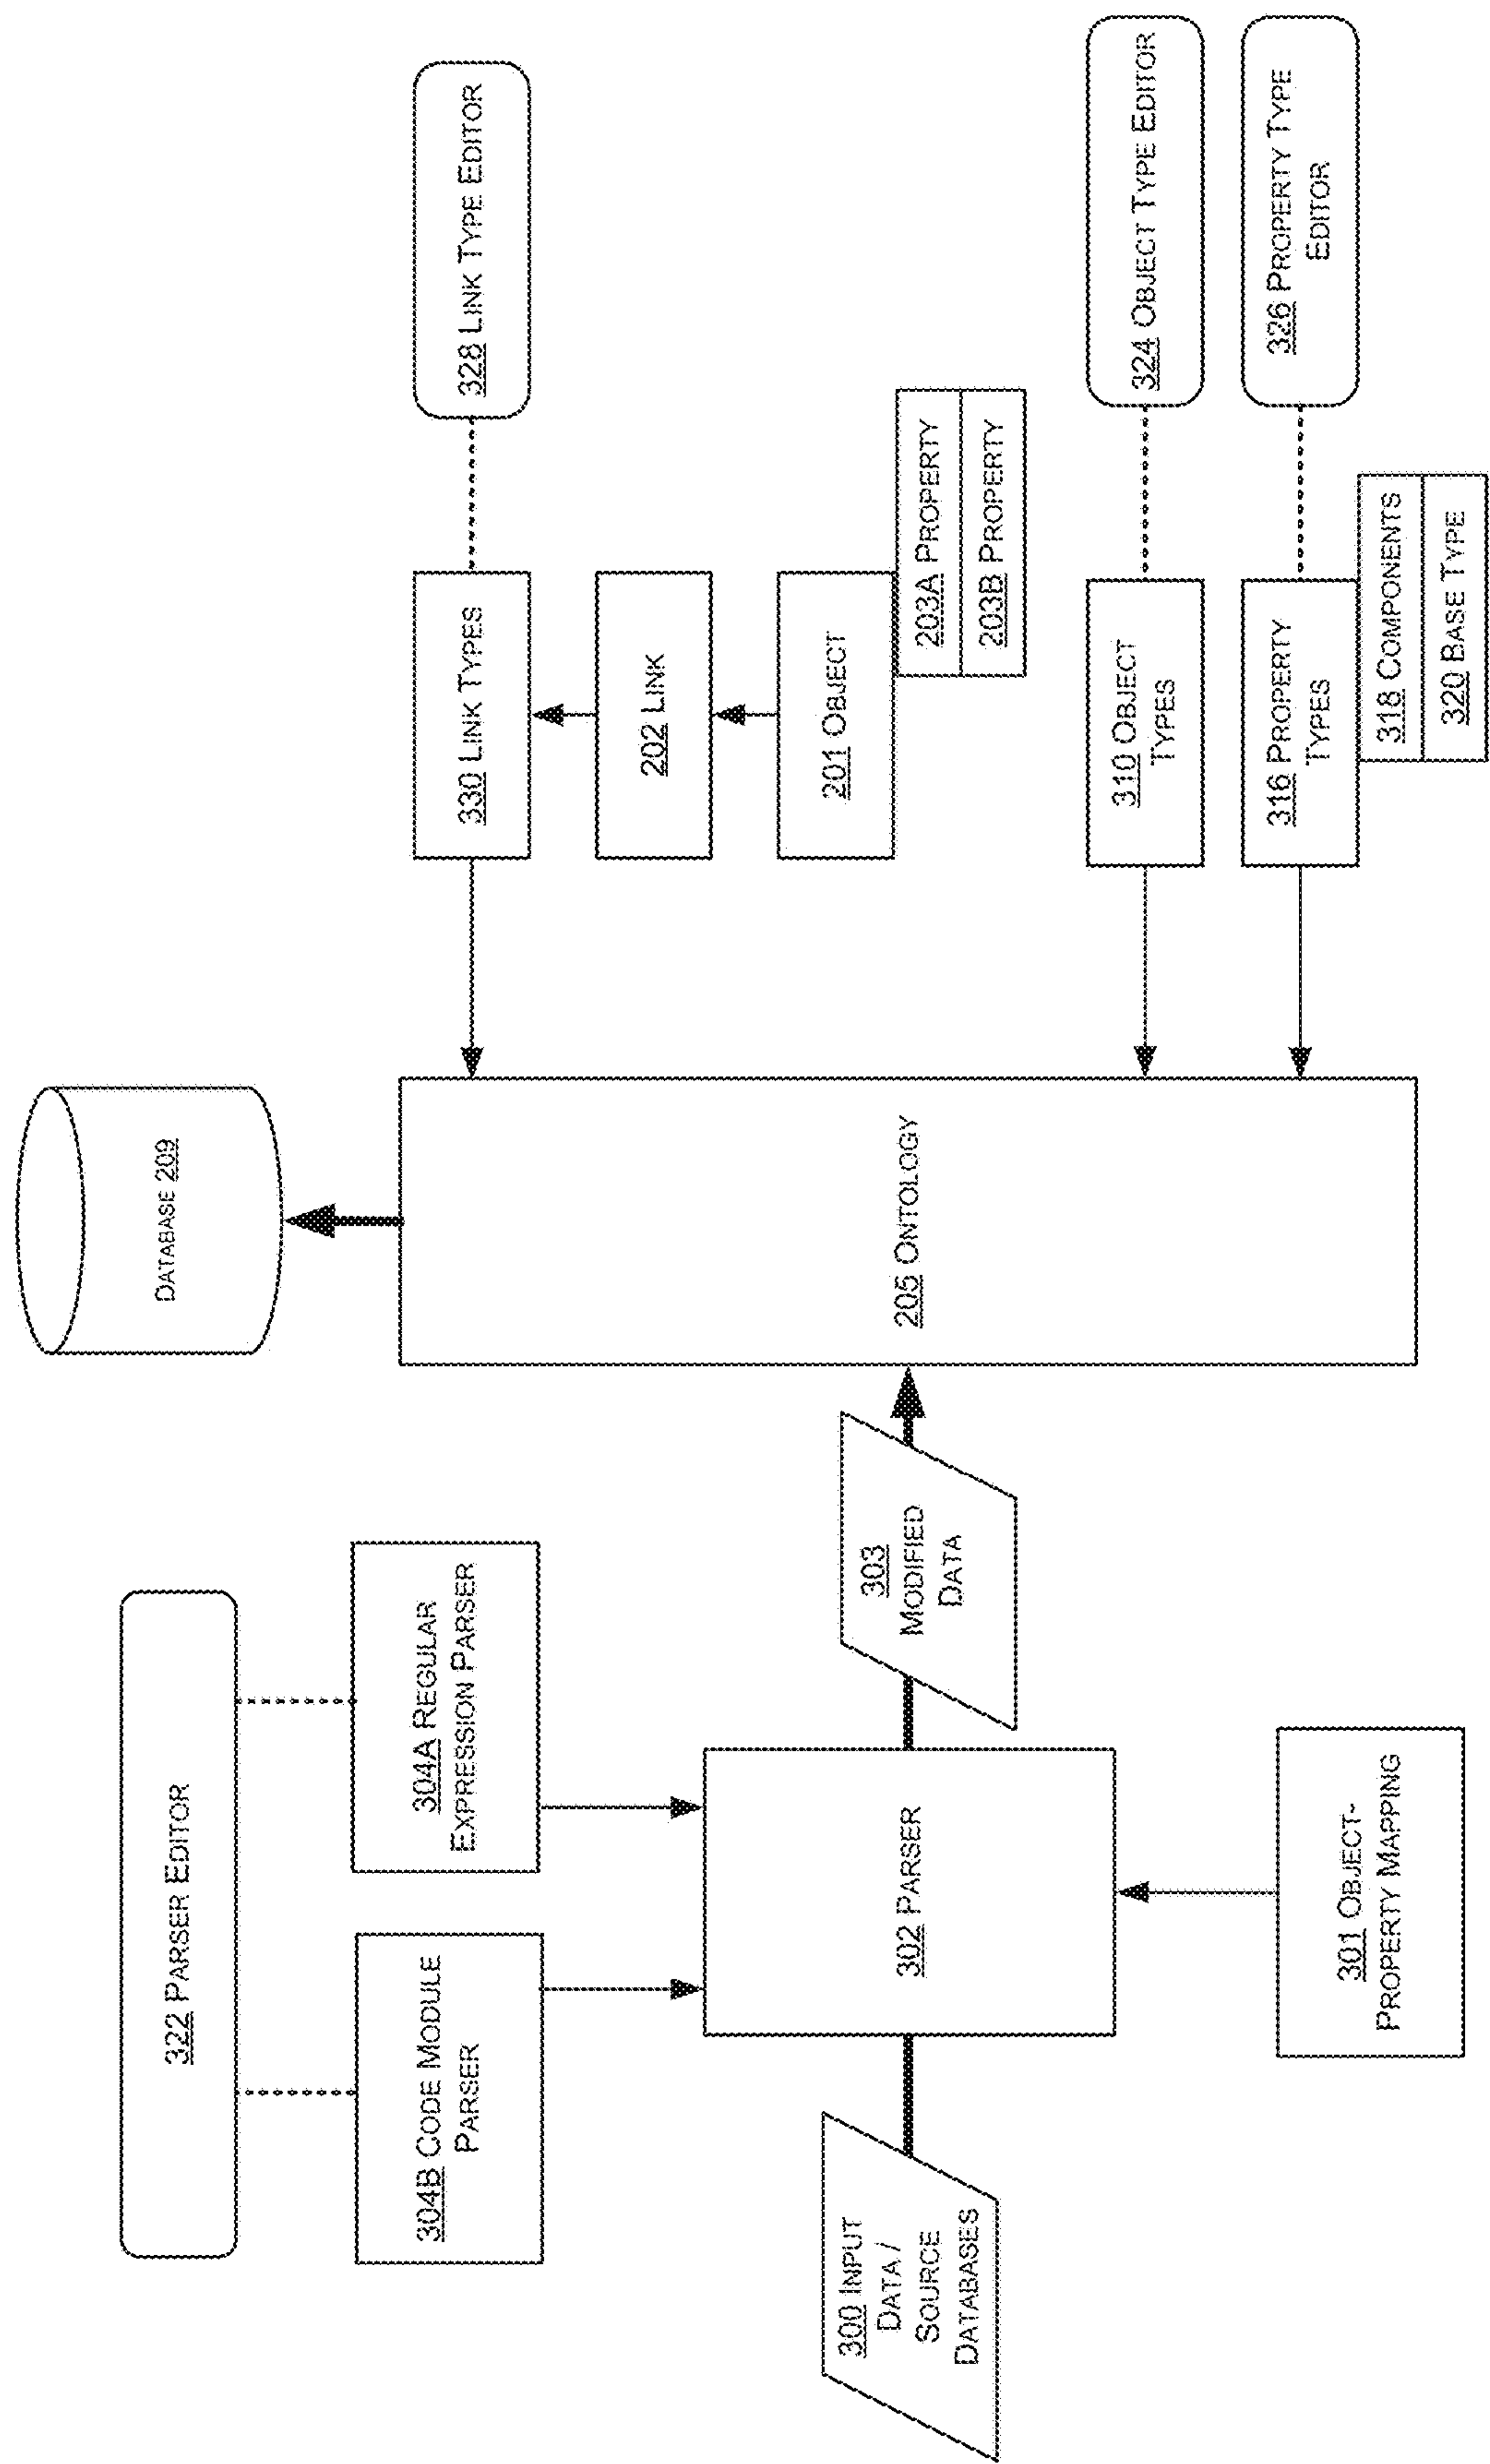 322 PARSER EDITOR
304B CODE MODULE
PARSER
304A REGULAR
EXPRESSION PARSER
300 INPUT
DATA /
SOURCE
DATABASES
302 PARSER
303
MODIFIED
DATA
301 OBJECT-
PROPERTY MAPPING
DATABASE 209
205 ONTOLOGY
330 LINK TYPES
328 LINK TYPE EDITOR
202 LINK
201 OBJECT
203A PROPERTY
203B PROPERTY
310 OBJECT
TYPES
324 OBJECT TYPE EDITOR
316 PROPERTY
TYPES
326 PROPERTY TYPE
EDITOR
318 COMPONENTS
320 BASE TYPE